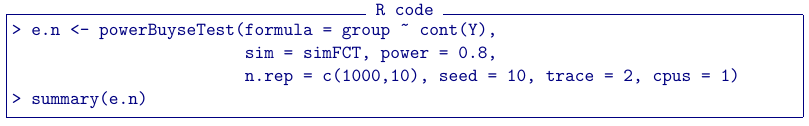 R code
> e.n <- powerBuyseTest(formula = group ~ cont(Y),
sim = simFCT, power = 0.8,
n.rep = c(1000,10), seed = 10, trace = 2, cpus = 1)
> summary(e.n)